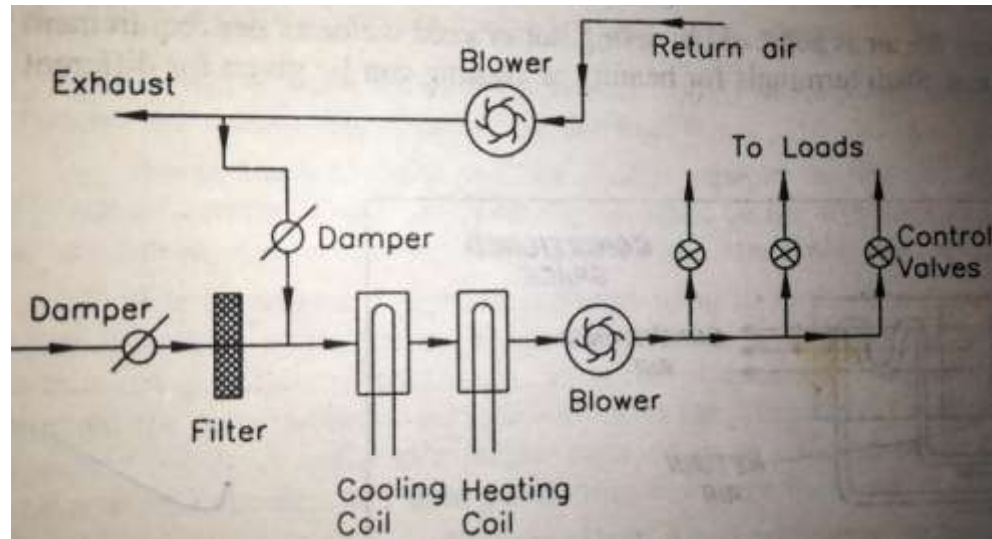 Return air
Blower
Exhaust
To Loads
Damper
Control
Valves
Damper
Blower
Filter
Cooling
Coil
Heating
Coil